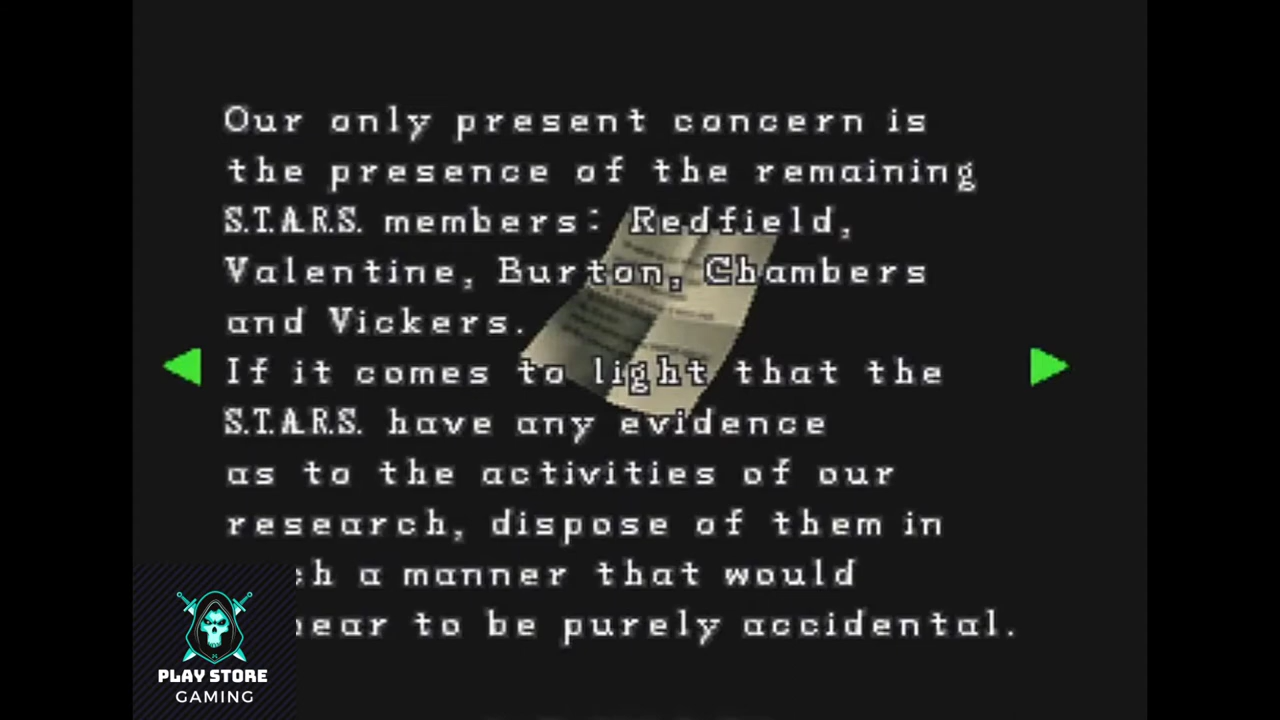 Our only present concern is
the presence of the remaining
S.T.A.R.S. members: Redfield,
Valentine, Burton, Chambers
and Vickers.
If it comes to light that the
S.T.A.R.S. have any evidence
as to the activities of our
research, dispose of them in
a manner that would
to be purely accidental.
PLAY STORE
GAMING